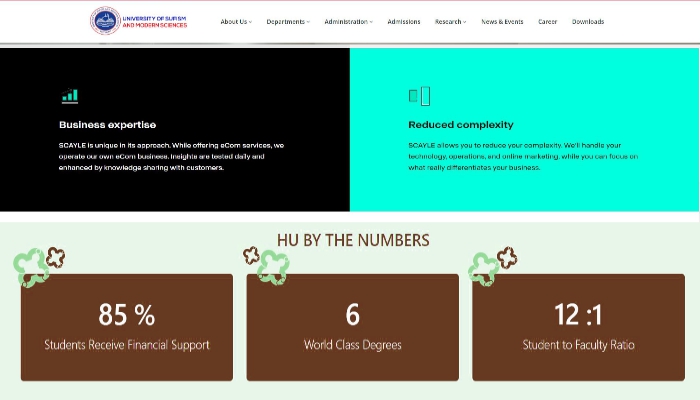 UNIVERSITY OF SUFISM
AND MODERN SCIENCES
About Us
Departments
Administration
Admissions
Research
News & Events
Career
Downloads
Business expertise
SCAYLE is unique in its approach. While offering eCom services, we
operate our own eCom business. Insights are tested daily and
enhanced by knowledge sharing with customers.
Reduced complexity
SCAYLE allows you to reduce your complexity. We'll handle your
technology, operations, and online marketing, while you can focus on
what really differentiates your business.
HU BY THE NUMBERS
85 %
Students Receive Financial Support
6
World Class Degrees
12 :1
Student to Faculty Ratio